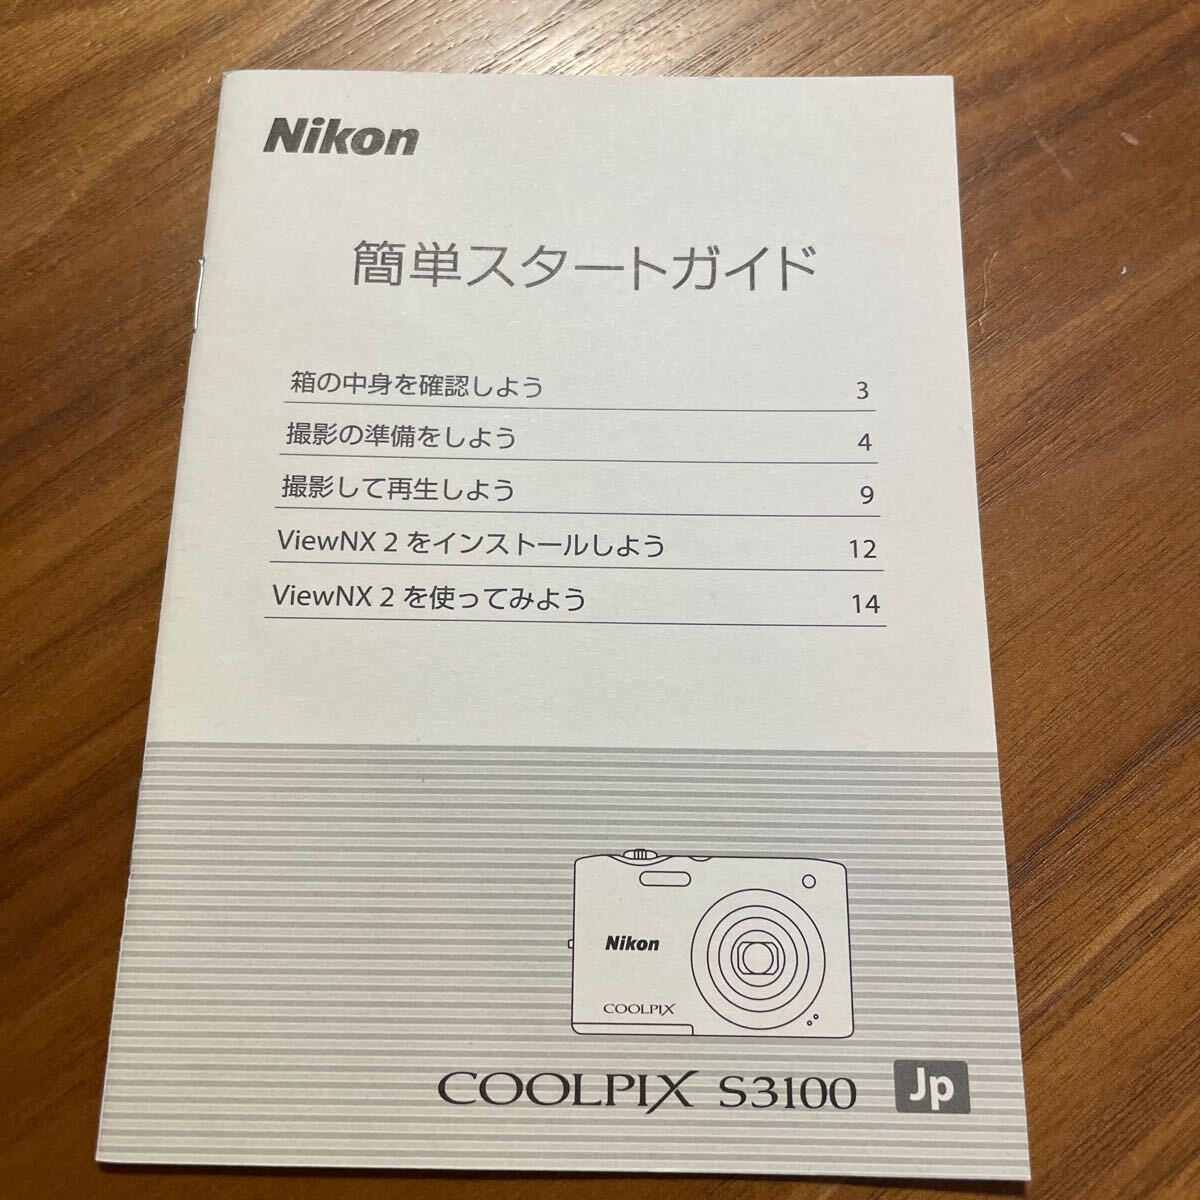 Nikon
簡単スタートガイド
箱の中身を確認しよう 3
撮影の準備をしよう 4
撮影して再生しよう 9
ViewNX 2 をインストールしよう 12
ViewNX 2 を使ってみよう 14
Nikon
COOLPIX
COOLPIX S3100 Jp